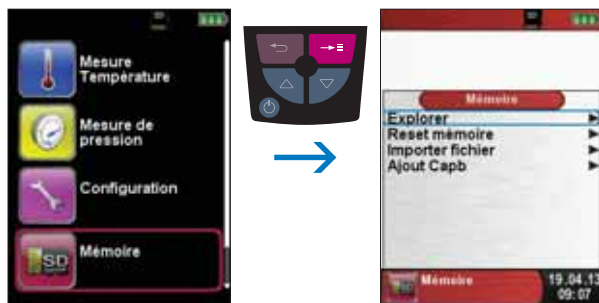 Mesure
Température
Mesure de
pression
Configuration
SD
Mémoire
Mémoire
Explorer
Reset mémoire
Importer fichier
Ajout Capb
Mémoire
19.04.13
09:07